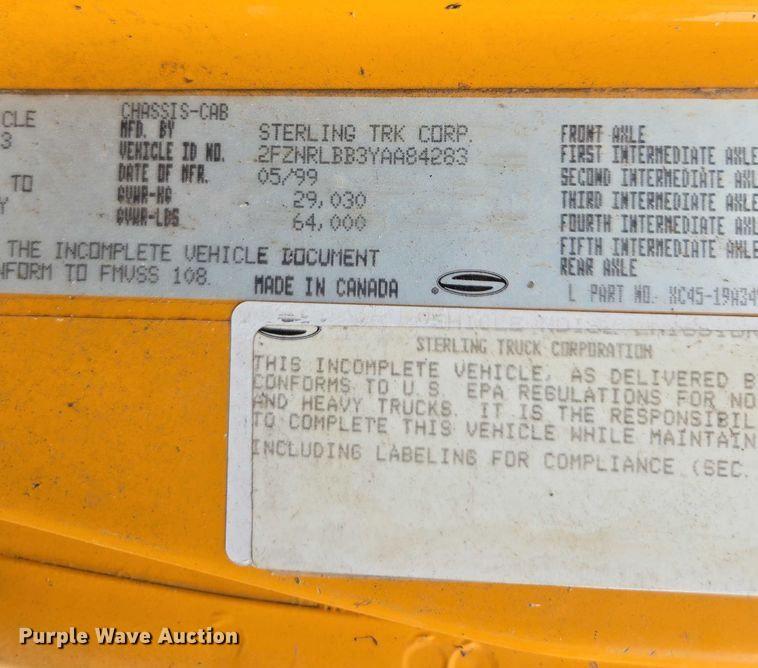 CLE
3
TO
Y
CHASSIS-CAB
MFD. BY STERLING TRK CORP.
VEHICLE ID NO. 2FZNRLBB3YAA84283
DATE OF MFR. 05/99
GVWR-KG 29,030
GVWR-LBS 64,000
THE INCOMPLETE VEHICLE DOCUMENT
NFORM TO FMVSS 108.
MADE IN CANADA ®
FRONT AXLE
FIRST INTERMEDIATE AXLE
SECOND INTERMEDIATE AXL
THIRD INTERMEDIATE AXL
FOURTH INTERMEDIATE AXL
FIFTH INTERMEDIATE AXLE
REAR AXLE
L PART NO. XC45-19A34
STERLING TRUCK CORPORATION
THIS INCOMPLETE VEHICLE, AS DELIVERED B
CONFORMS TO U.S. EPA REGULATIONS FOR NO
AND HEAVY TRUCKS. IT IS THE RESPONSIBIL
TO COMPLETE THIS VEHICLE WHILE MAINTAIN
INCLUDING LABELING FOR COMPLIANCE (SEC.
Purple Wave Auction